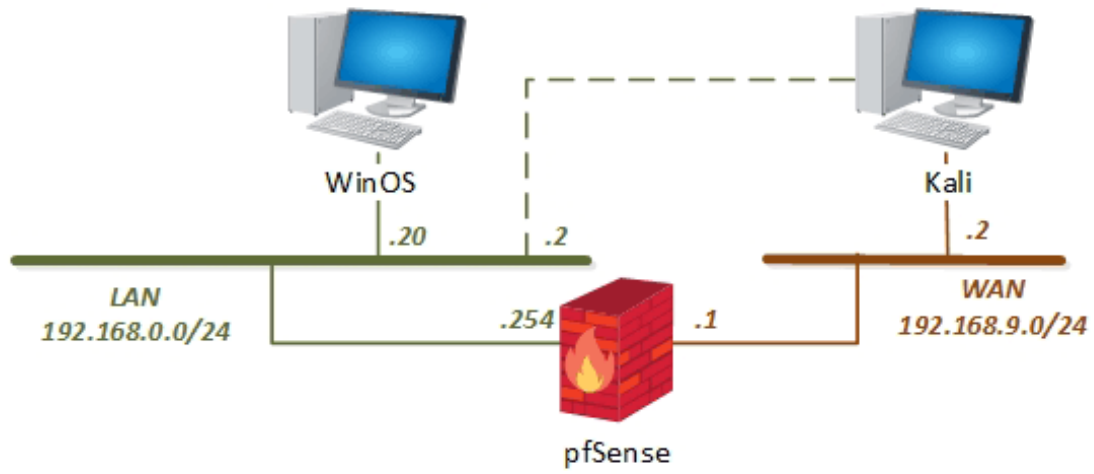 WinOS
Kali
.20
.2
.2
LAN
192.168.0.0/24
.254
.1
WAN
192.168.9.0/24
pfSense